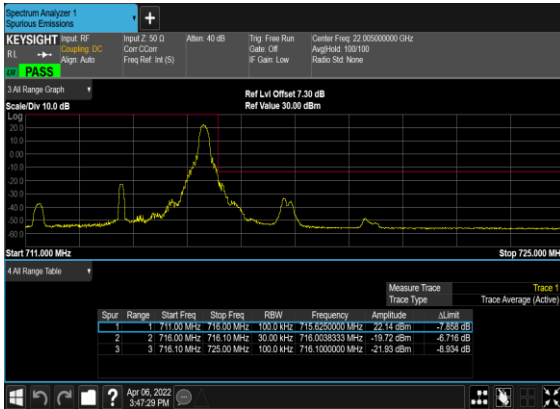 Spectrum Analyzer 1
Spurious Emissions
KEYSIGHT Input: RF Input Z: 50 Ω Atten: 40 dB Trig: Free Run Center Freq: 22.005000000 GHz
RL Coupling: DC Corr CCorr Gate: Off Avg|Hold: 100/100
Align: Auto Freq Ref: Int (S) IF Gain: Low Radio Std: None
PASS
3 All Range Graph
Ref Lvl Offset 7.30 dB
Scale/Div 10.0 dB Ref Value 30.00 dBm
Log
20.0
10.0
0.00
-10.0
-20.0
-30.0
-40.0
-50.0
-60.0
Start 711.000 MHz Stop 725.000 MH
4 All Range Table
Measure Trace Trace 1
Trace Type Trace Average (Active)
Spur Range Start Freq Stop Freq RBW Frequency Amplitude ΔLimit
1 1 711.00 MHz 716.00 MHz 100.0 kHz 715.6250000 MHz 22.14 dBm -7.858 dB
2 2 716.00 MHz 716.10 MHz 30.00 kHz 716.0038333 MHz -19.72 dBm -6.716 dB
3 3 716.10 MHz 725.00 MHz 100.0 kHz 716.1000000 MHz -21.93 dBm -8.934 dB
?
Apr 06, 2022
3:47:29 PM